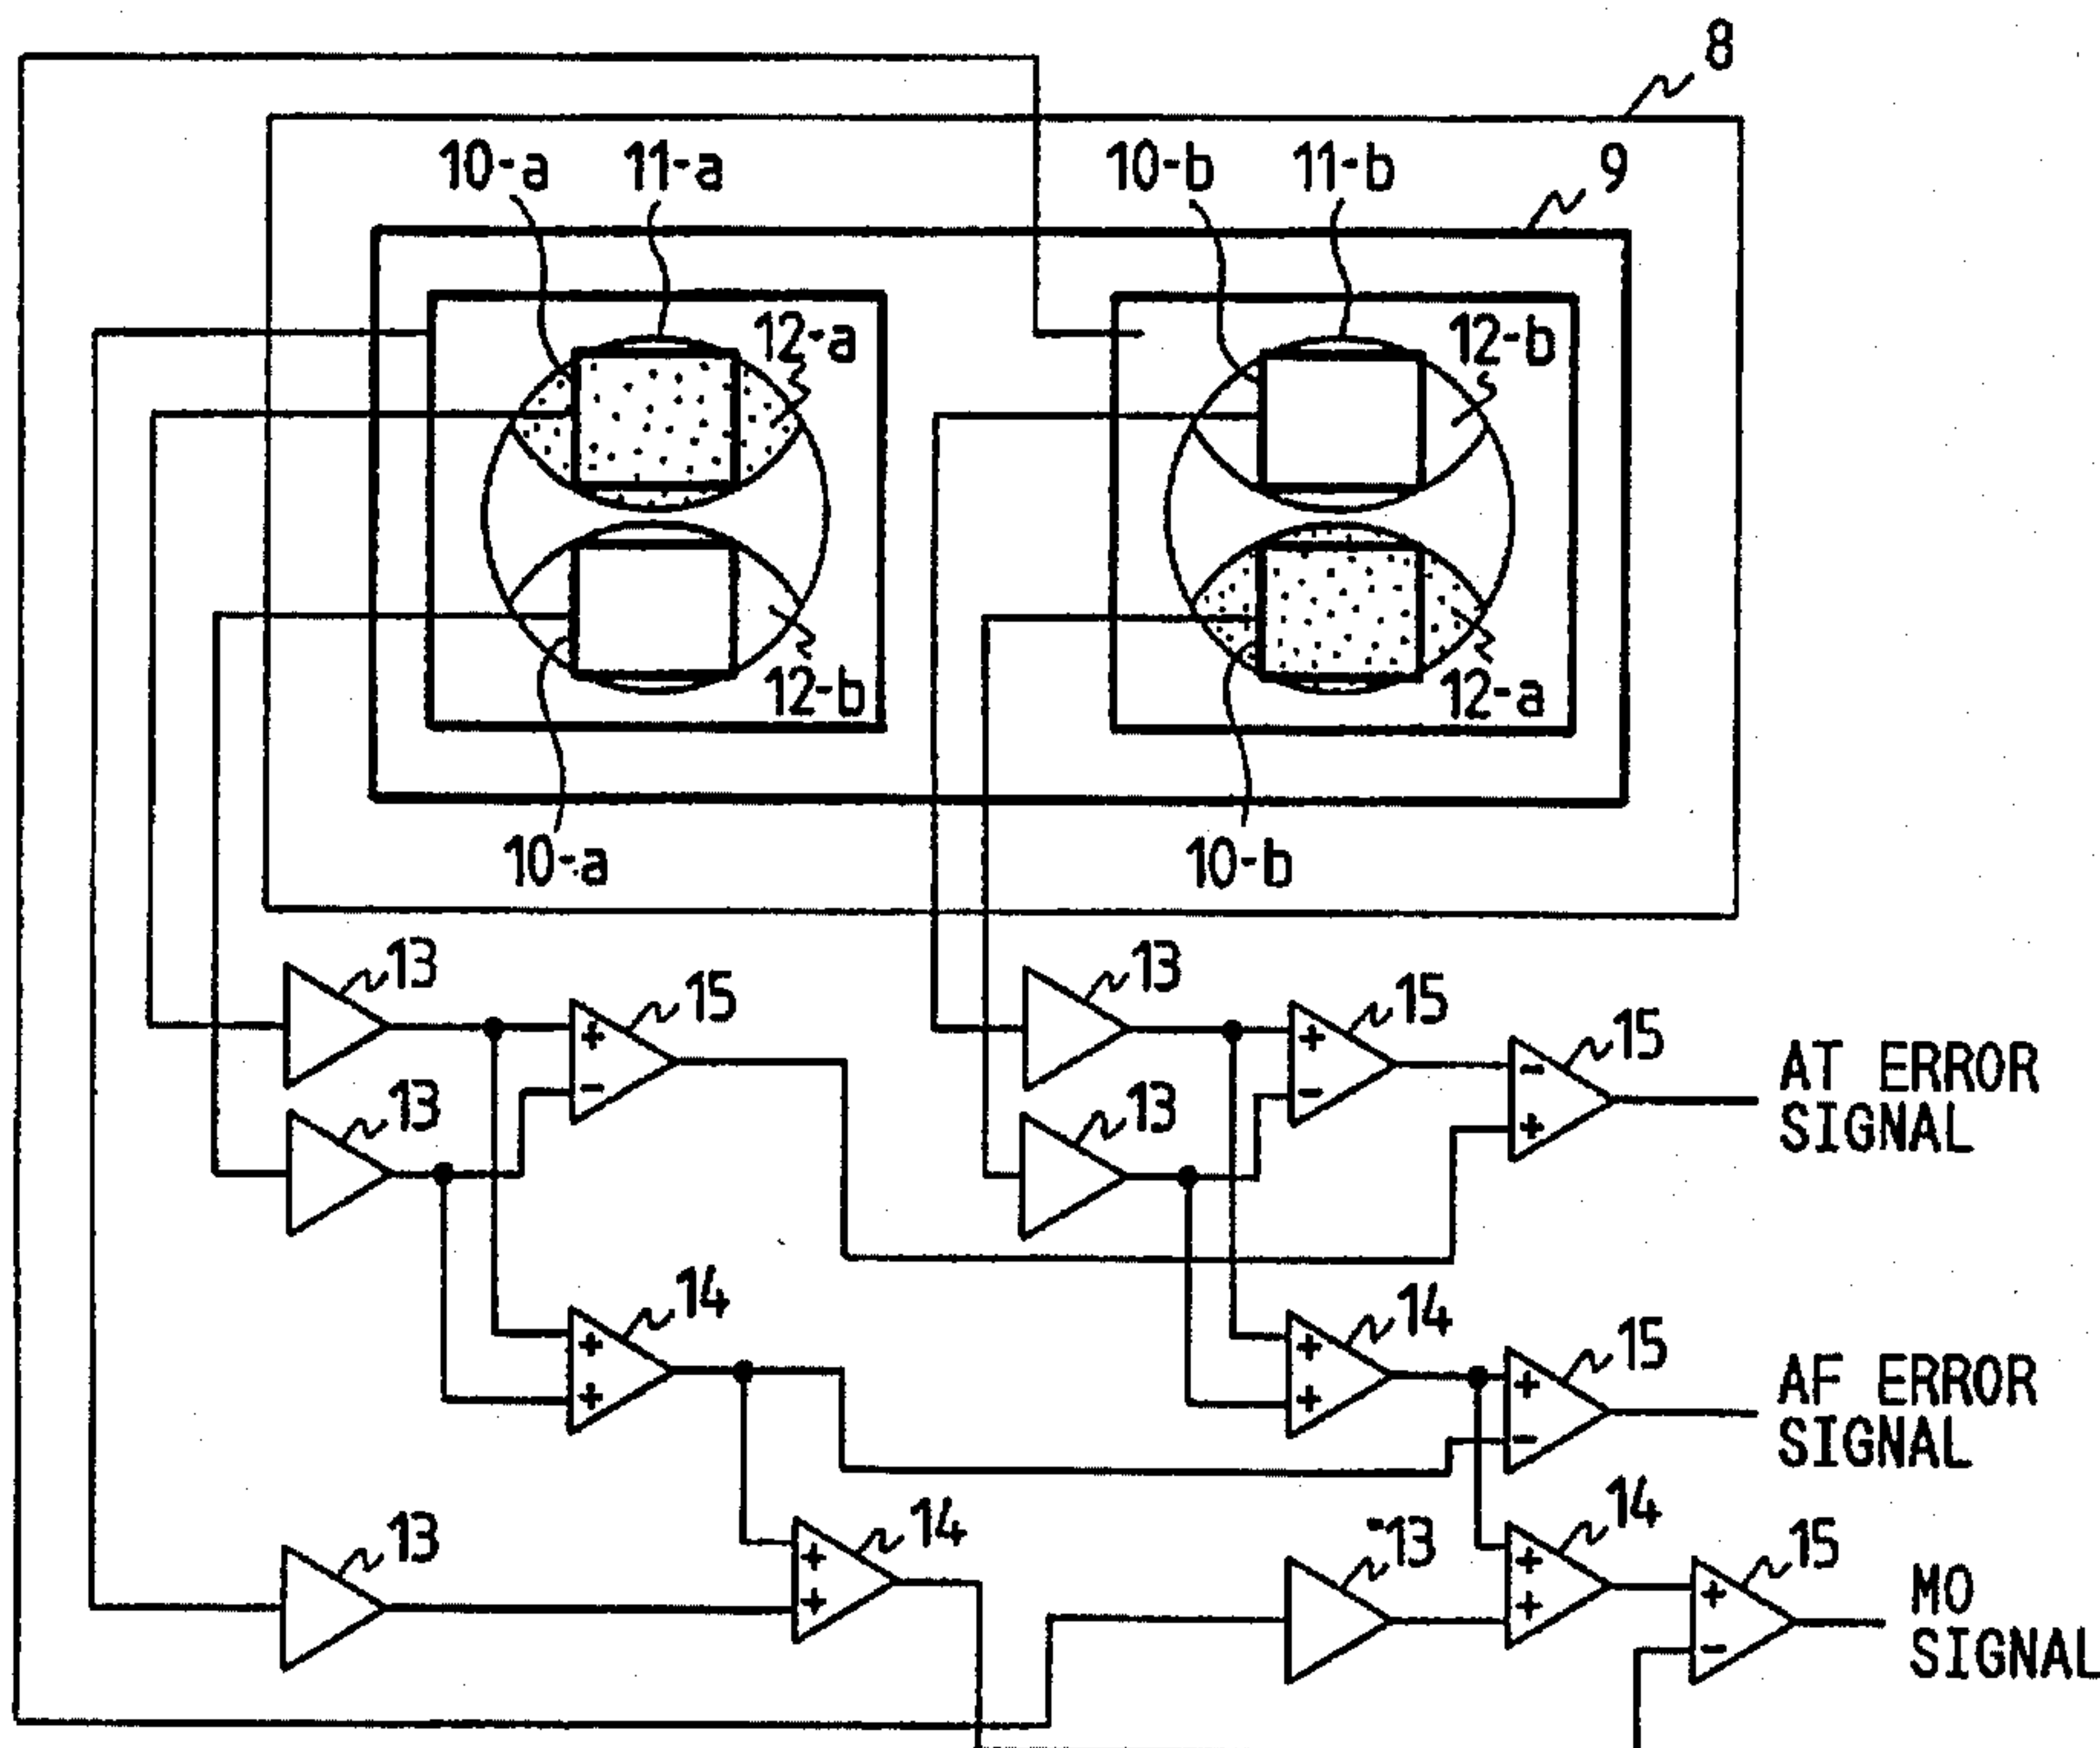 8
10-a 11-a 10-b 11-b 9
12-a 12-b
12-b 12-a
10-a 10-b
13 15 13 15 15
+ + -
- - +
AT ERROR
SIGNAL
13 13
14 14 15
+ + +
+ + -
AF ERROR
SIGNAL
13 14 13 14 15
+ + +
+ + -
MO
SIGNAL